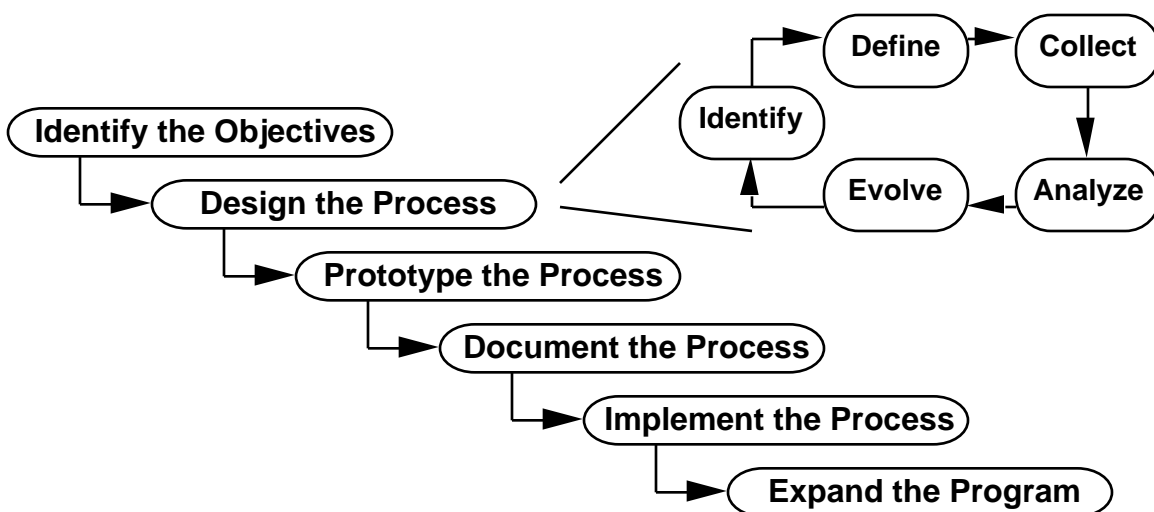 Define
Collect
Identify
Evolve
Analyze
Identify the Objectives
Design the Process
Prototype the Process
Document the Process
Implement the Process
Expand the Program